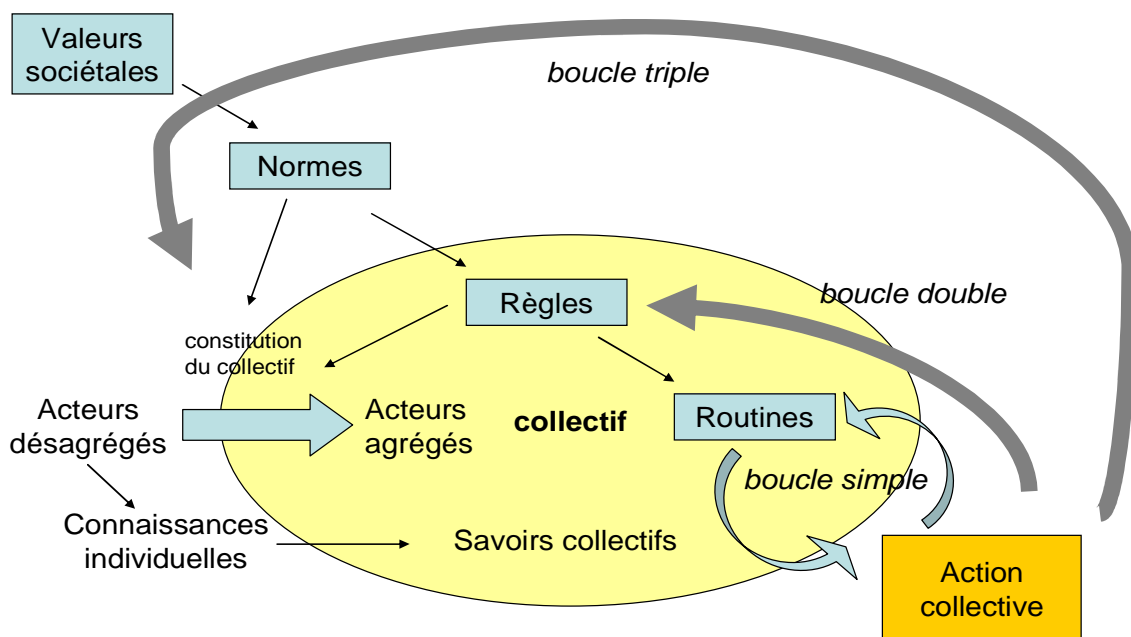 Valeurs
sociétales
boucle triple
Normes
Règles
boucle double
constitution
du collectif
Acteurs
désagrégés
Acteurs
agrégés
collectif
Routines
boucle simple
Connaissances
individuelles
Savoirs collectifs
Action
collective